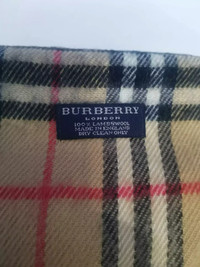 BURBERRY
LONDON
100% LAMBSWOOL
MADE IN ENGLAND
DRY CLEAN ONLY